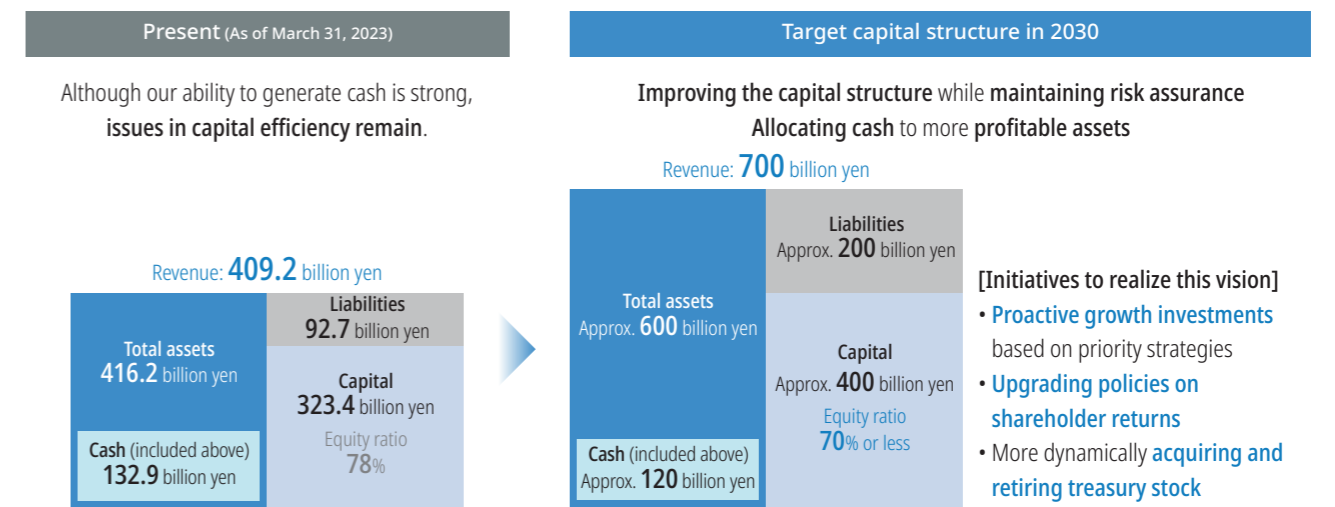 Present (As of March 31, 2023)
Although our ability to generate cash is strong,
issues in capital efficiency remain.
Revenue: 409.2 billion yen
Total assets
416.2 billion yen
Cash (included above)
132.9 billion yen
Liabilities
92.7 billion yen
Capital
323.4 billion yen
Equity ratio
78%
Target capital structure in 2030
Improving the capital structure while maintaining risk assurance
Allocating cash to more profitable assets
Revenue: 700 billion yen
Total assets
Approx. 600 billion yen
Cash (included above)
Approx. 120 billion yen
Liabilities
Approx. 200 billion yen
Capital
Approx. 400 billion yen
Equity ratio
70% or less
[Initiatives to realize this vision]
• Proactive growth investments
based on priority strategies
• Upgrading policies on
shareholder returns
• More dynamically acquiring and
retiring treasury stock